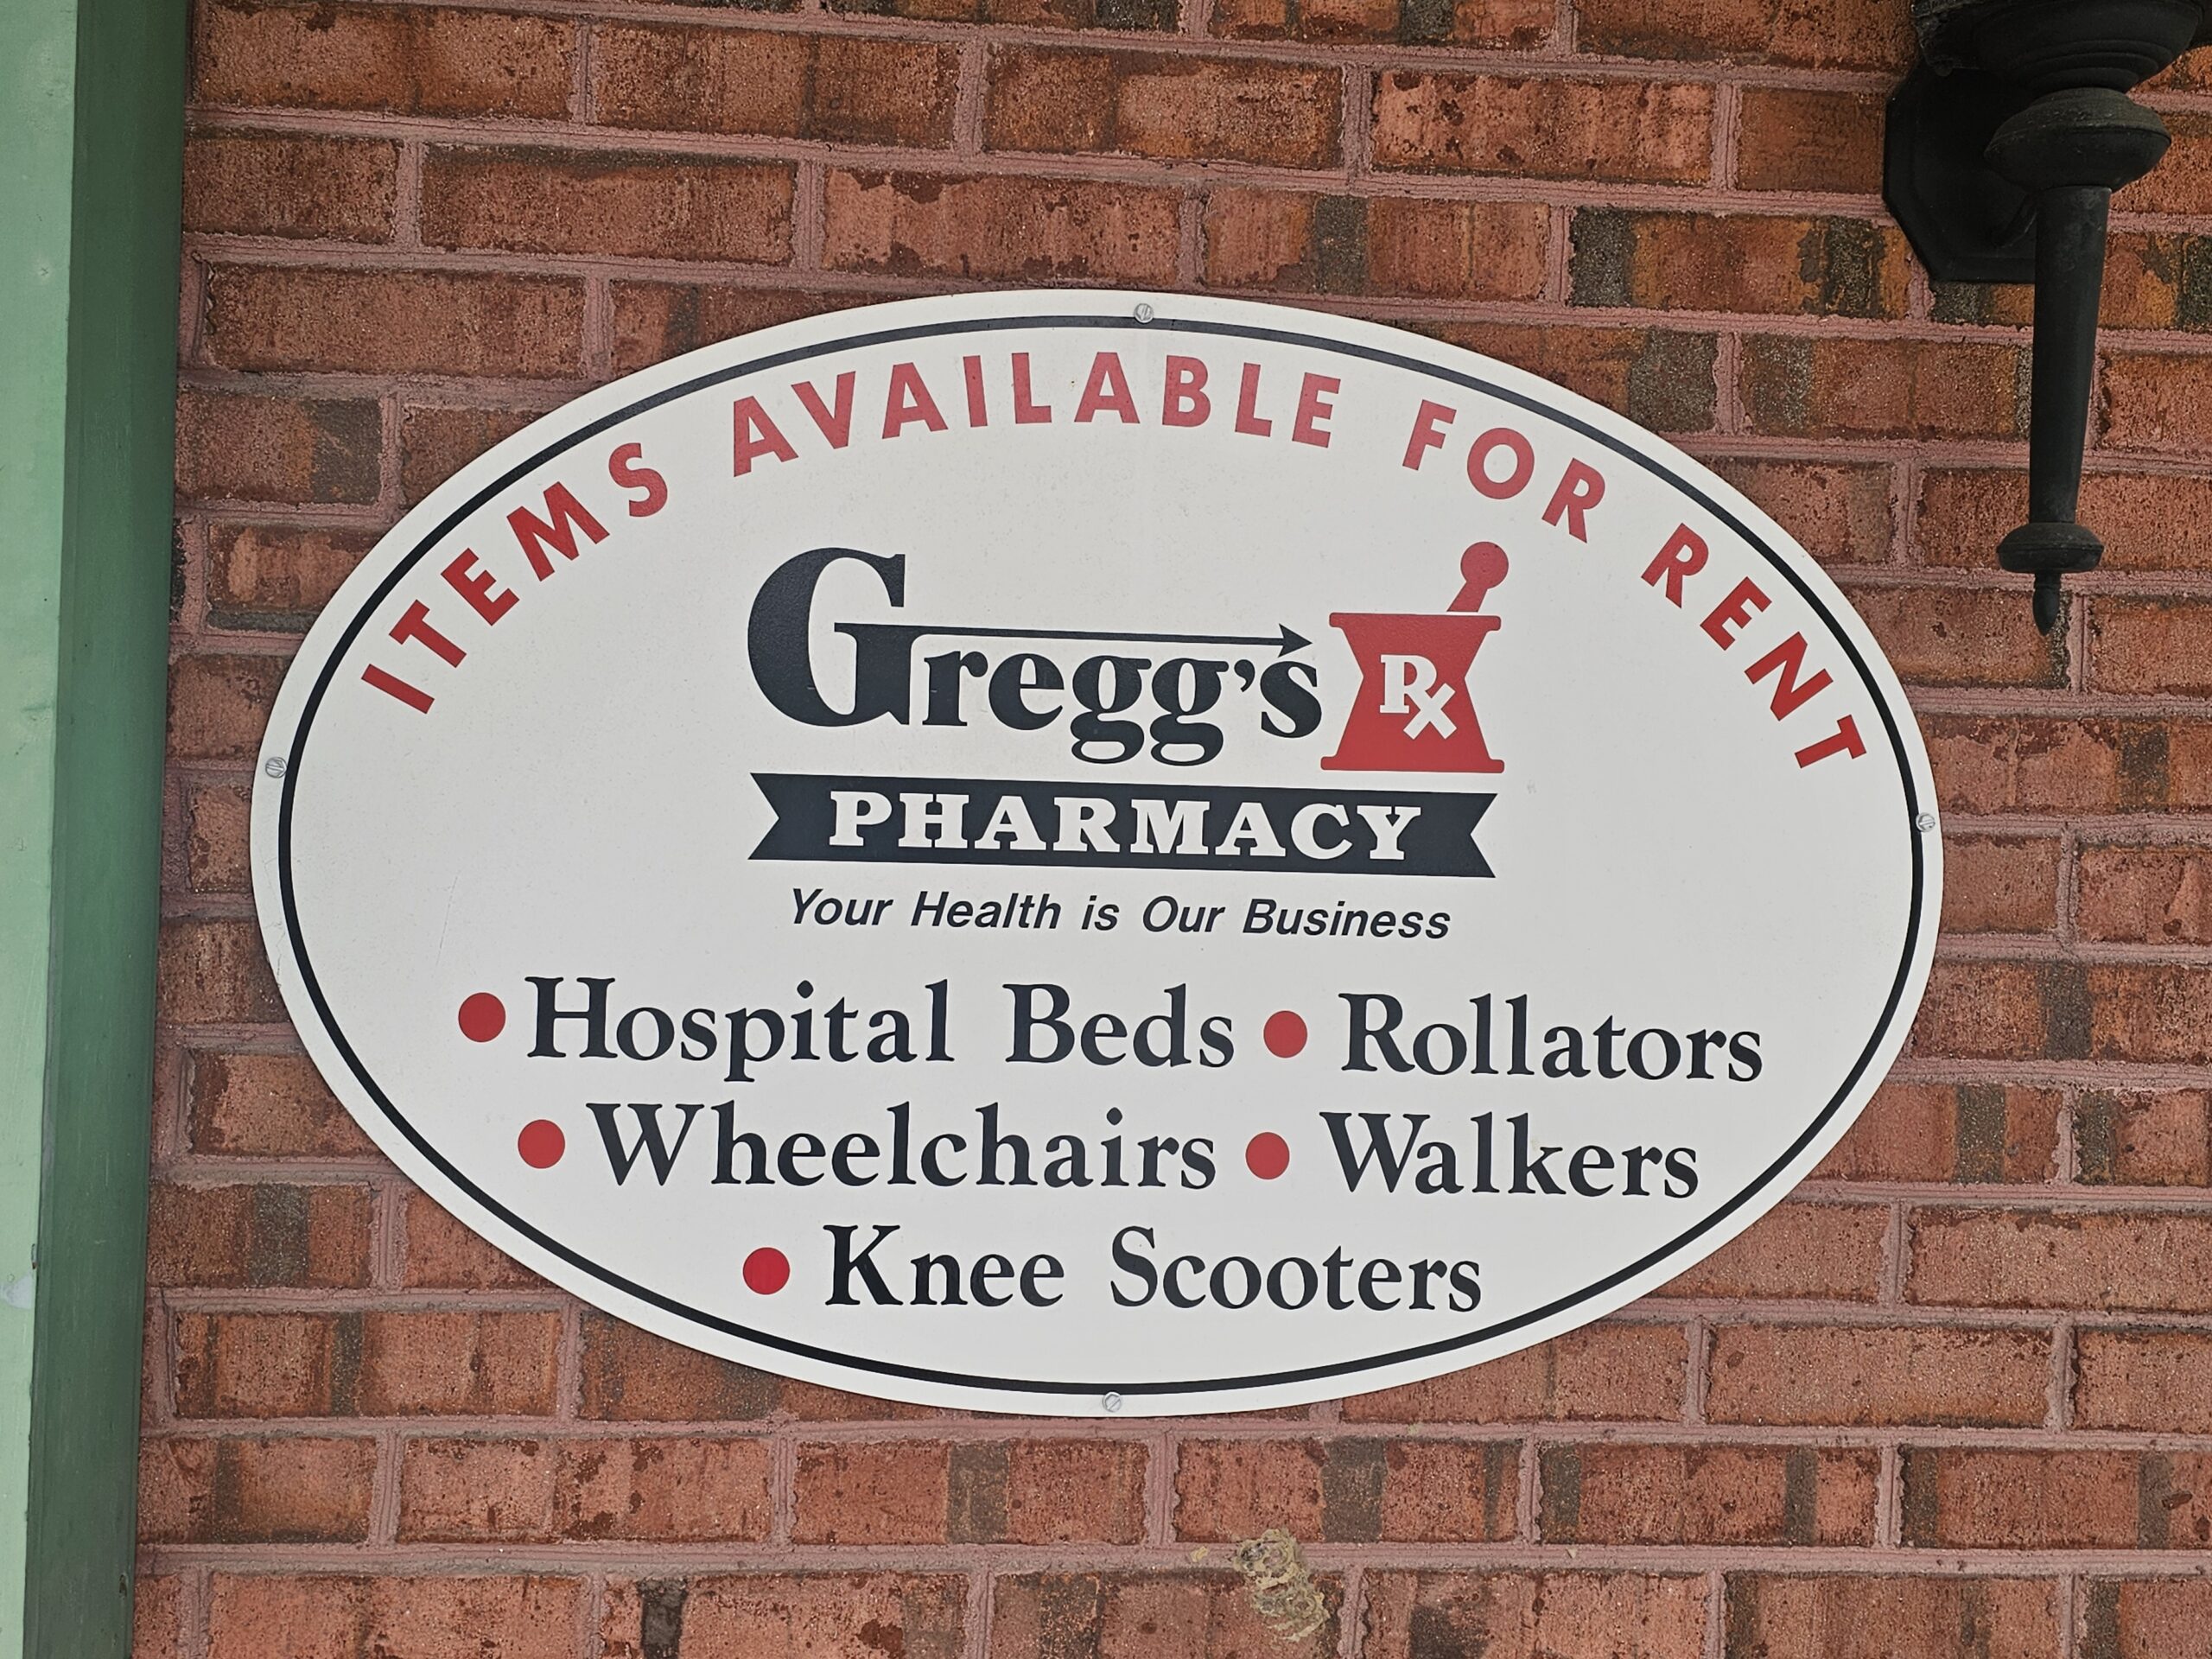 ITEMS AVAILABLE FOR RENT
Gregg's Rx
PHARMACY
Your Health is Our Business
• Hospital Beds • Rollators
• Wheelchairs • Walkers
• Knee Scooters